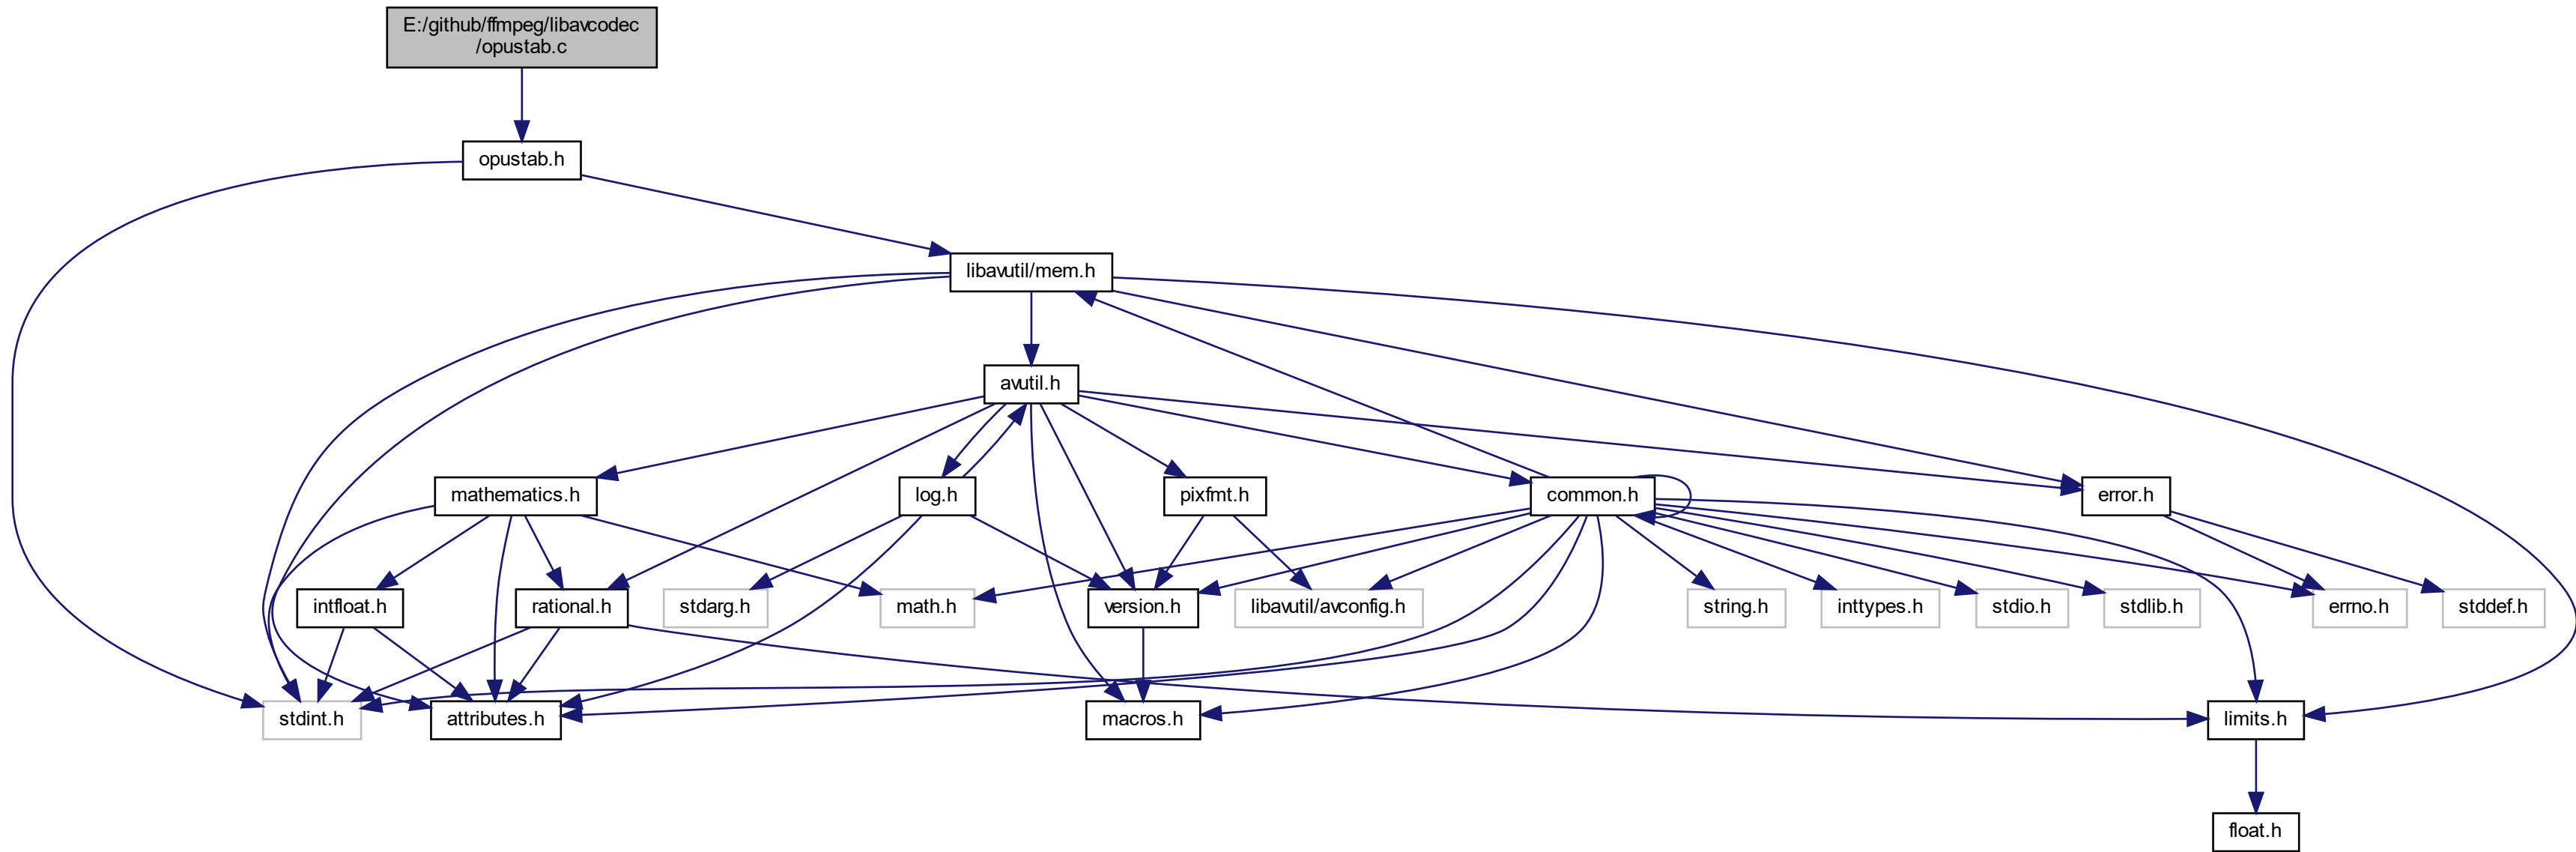 E:/github/ffmpeg/libavcodec
/opustab.c
opustab.h
libavutil/mem.h
avutil.h
mathematics.h
log.h
pixfmt.h
common.h
error.h
intfloat.h
rational.h
stdarg.h
math.h
version.h
libavutil/avconfig.h
string.h
inttypes.h
stdio.h
stdlib.h
errno.h
stddef.h
stdint.h
attributes.h
macros.h
limits.h
float.h